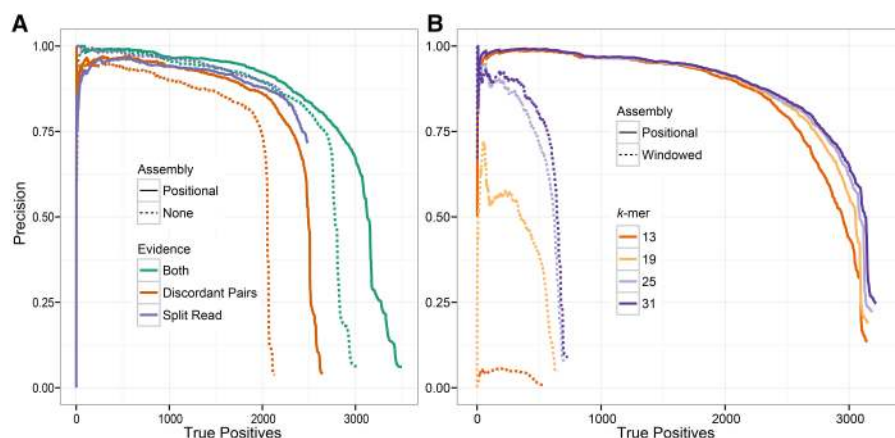 A
1.00
0.75
0.50
0.25
0.00
Precision
Assembly
Positional
None
Evidence
Both
Discordant Pairs
Split Read
0
1000
2000
3000
True Positives
B
1.00
0.75
0.50
0.25
0.00
Assembly
Positional
Windowed
k-mer
13
19
25
31
0
1000
2000
3000
True Positives